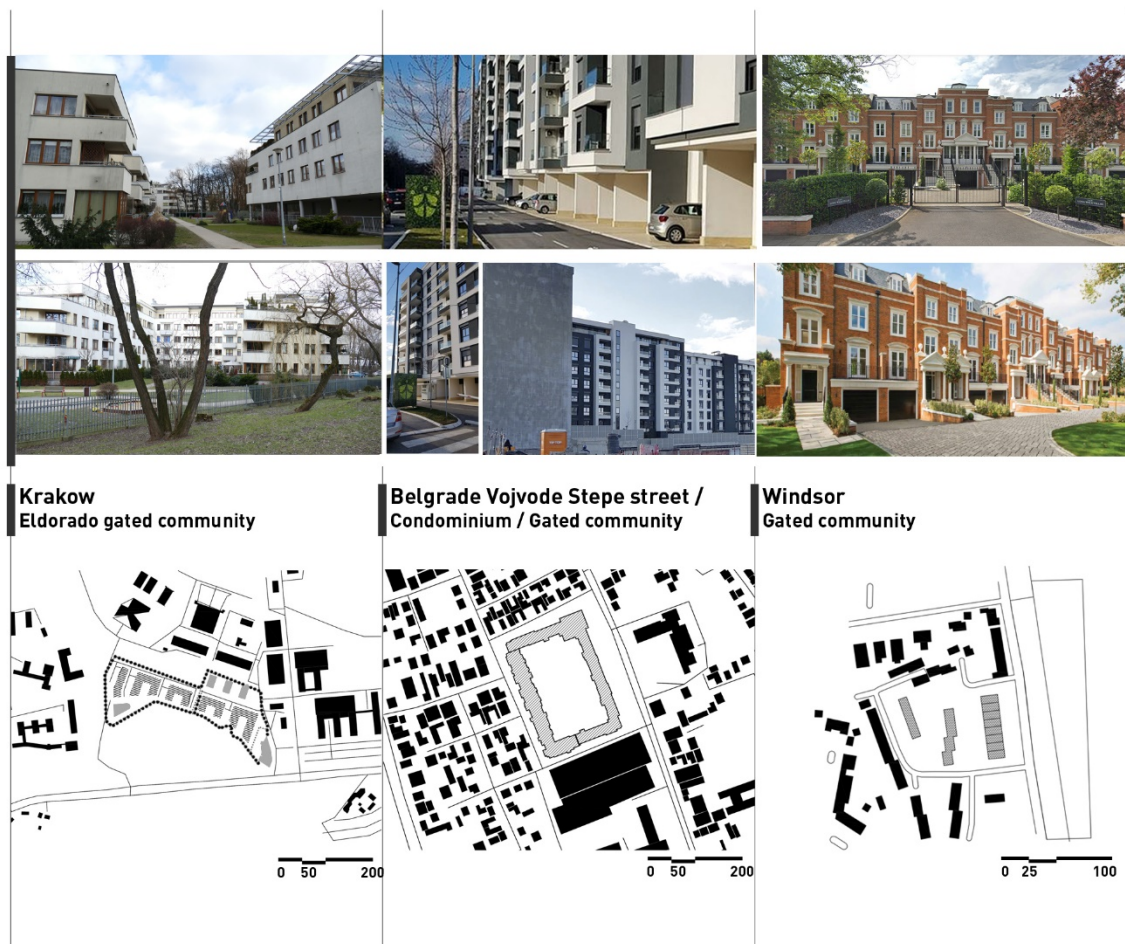 Krakow
Eldorado gated community
Belgrade Vojvode Stepe street /
Condominium / Gated community
Windsor
Gated community
0 50 200
0 50 200
0 25 100